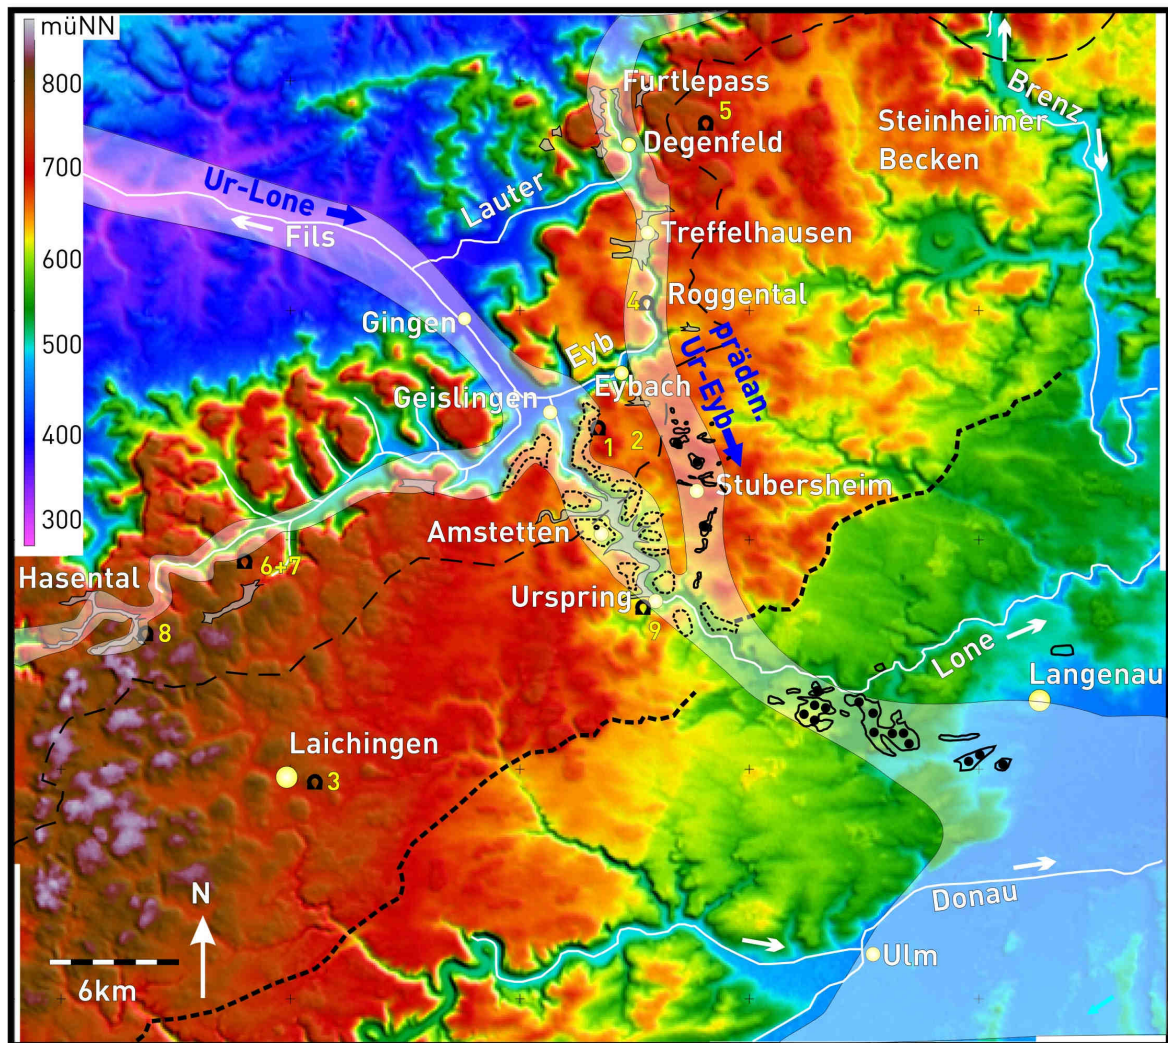 müNN
800
700
600
500
400
300
Furtlepass
5
Degenfeld
Brenz
Steinheimer
Becken
Ur-Lone
Fils
Lauter
Treffelhausen
4
Roggental
Gingen
Eyb
prädan.
Ur-Eyb
Eybach
Geislingen
1
2
Stubersheim
Amstetten
Hasental
6+7
8
Urspring
9
Lone
Langenau
Laichingen
3
N
6km
Donau
Ulm